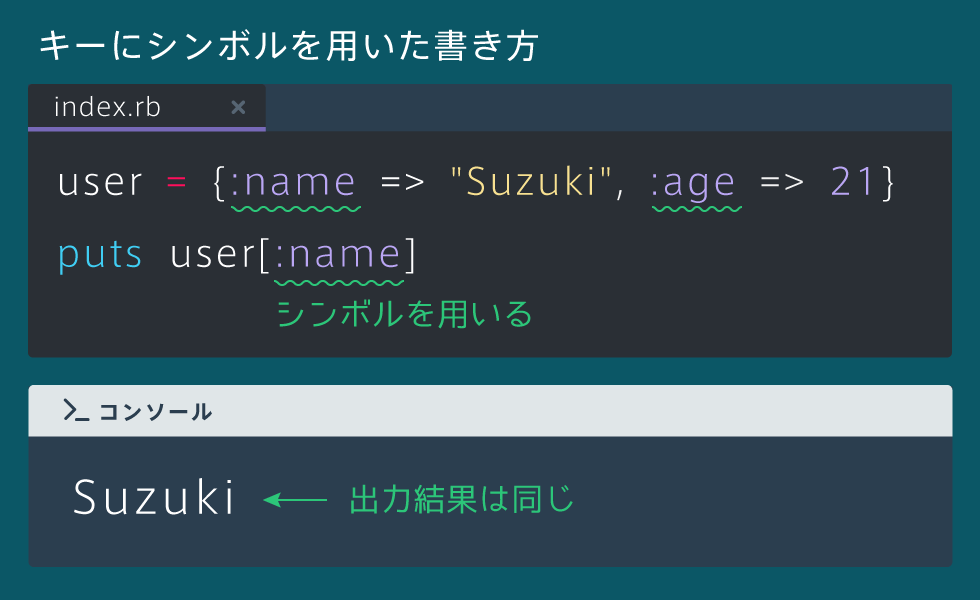 キーにシンボルを用いた書き方
index.rb ×
user = {:name => "Suzuki", :age => 21}
puts user[:name]
シンボルを用いる
>_ コンソール
Suzuki ← 出力結果は同じ